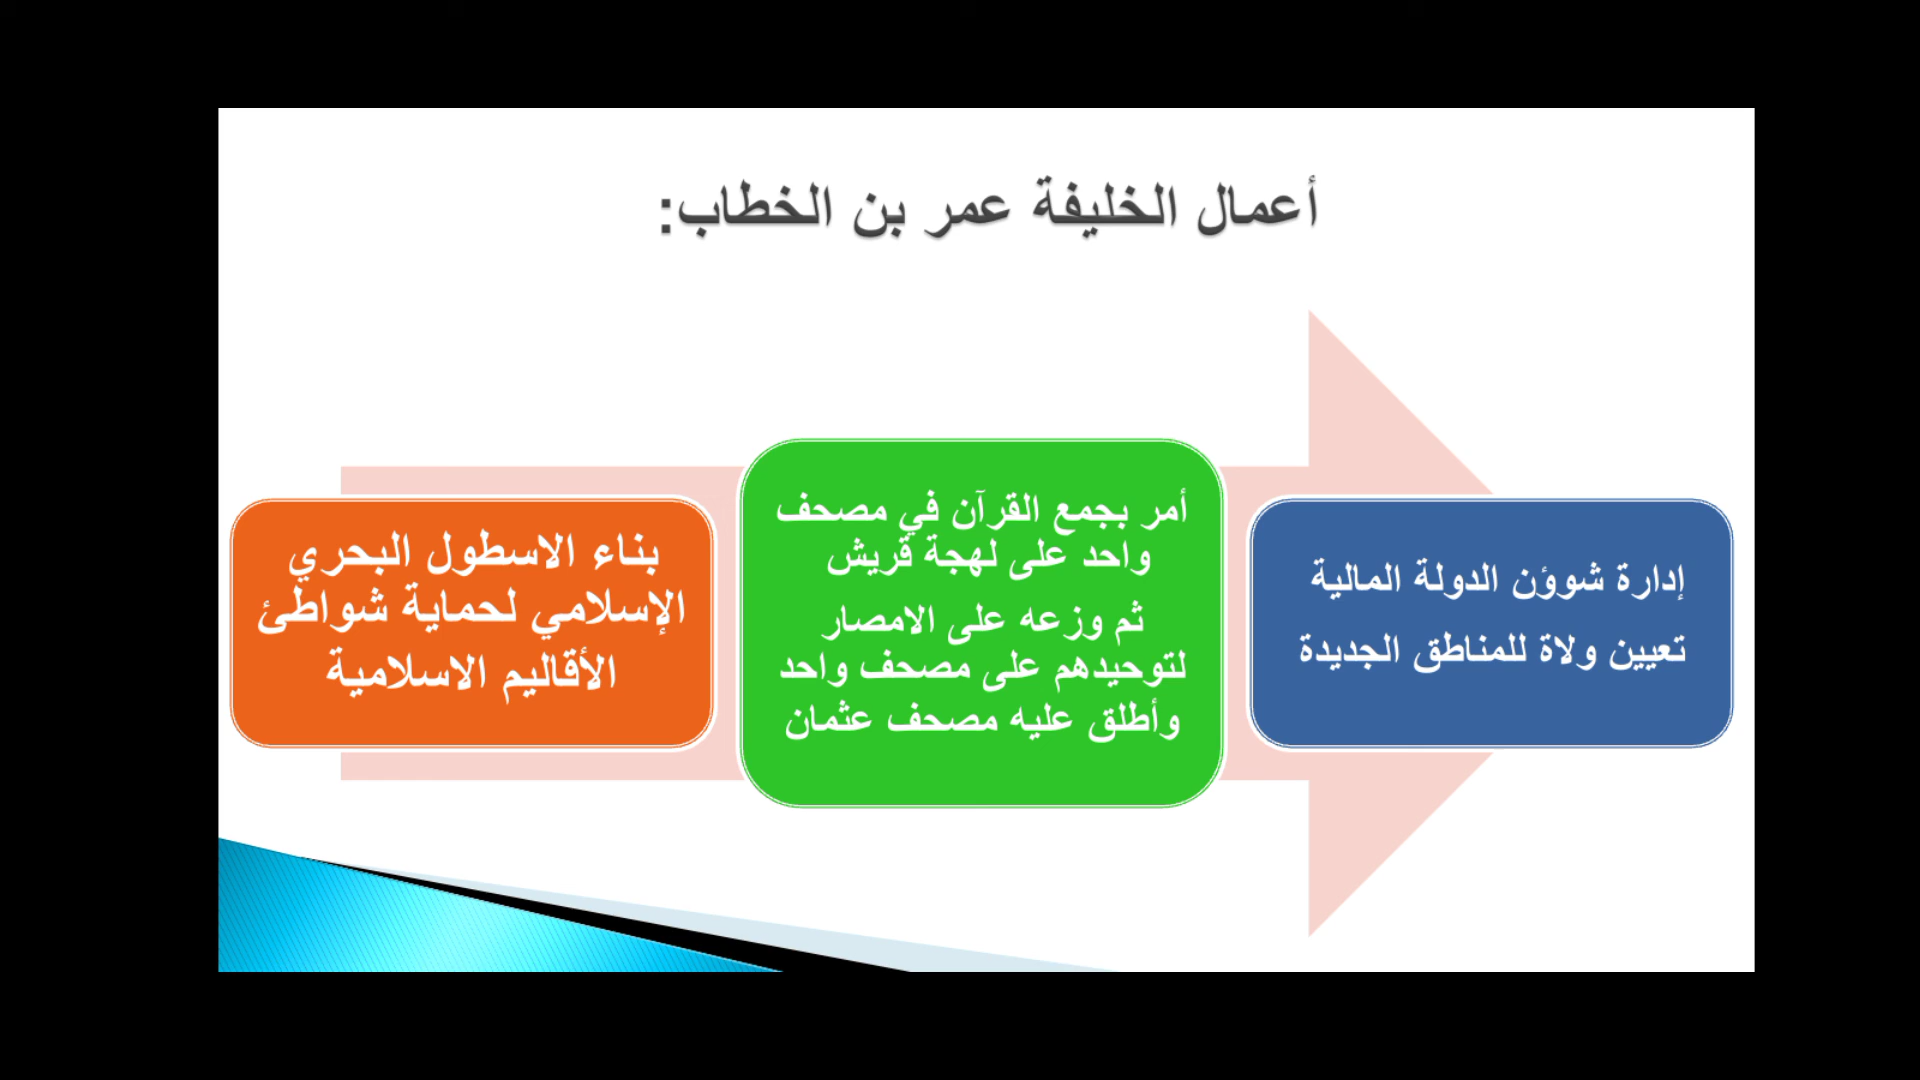 أعمال الخليفة عمر بن الخطاب:
إدارة شوؤن الدولة المالية
تعيين ولاة للمناطق الجديدة
أمر بجمع القرآن في مصحف
واحد على لهجة قريش
ثم وزعه على الامصار
لتوحيدهم على مصحف واحد
وأطلق عليه مصحف عثمان
بناء الاسطول البحري
الإسلامي لحماية شواطئ
الأقاليم الاسلامية